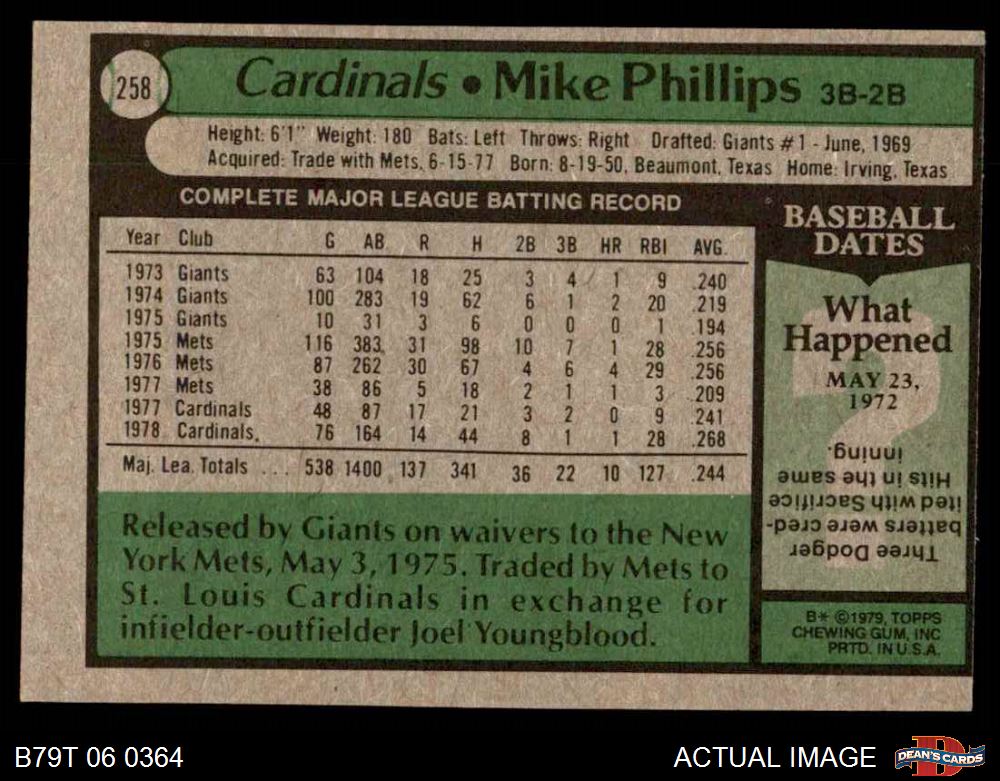 258
Cardinals • Mike Phillips 3B-2B
Height: 6'1" Weight: 180 Bats: Left Throws: Right Drafted: Giants #1 - June, 1969
Acquired: Trade with Mets, 6-15-77 Born: 8-19-50, Beaumont, Texas Home: Irving, Texas
COMPLETE MAJOR LEAGUE BATTING RECORD
Year Club G AB R H 2B 3B HR RBI AVG.
1973 Giants 63 104 18 25 3 4 1 9 .240
1974 Giants 100 283 19 62 6 1 2 20 .219
1975 Giants 10 31 3 6 0 0 0 1 .194
1975 Mets 116 383 31 98 10 7 1 28 .256
1976 Mets 87 262 30 67 4 6 4 29 .256
1977 Mets 38 86 5 18 2 1 1 3 .209
1977 Cardinals 48 87 17 21 3 2 0 9 .241
1978 Cardinals. 76 164 14 44 8 1 1 28 .268
Maj. Lea. Totals ... 538 1400 137 341 36 22 10 127 .244
Released by Giants on waivers to the New
York Mets, May 3, 1975. Traded by Mets to
St. Louis Cardinals in exchange for
infielder-outfielder Joel Youngblood.
BASEBALL
DATES
What
Happened
MAY 23,
1972
Three Dodger
batters were cred-
ited with Sacrifice
Hits in the same
inning.
B* ©1979, TOPPS
CHEWING GUM, INC
PRTD. IN U.S.A.
B79T 06 0364
ACTUAL IMAGE
D
DEAN'S CARDS